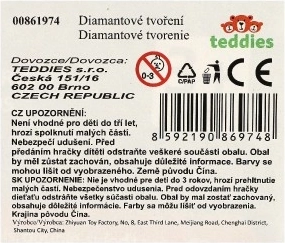 00861974 Diamantové tvoření
Diamantové tvorenie
teddies
Dovozce/Dovozca:
TEDDIES s.r.o.
Česká 151/16
602 00 Brno
CZECH REPUBLIC
0-3
C/PAP
CE
CZ UPOZORNĚNÍ:
Není vhodné pro děti do tří let,
hrozí spolknutí malých částí.
Nebezpečí udušení. Před
předáním hračky dítěti odstraňte veškeré součásti obalu. Obal
by měl zůstat zachován, obsahuje důležité informace. Barvy se
mohou lišit od vyobrazeného. Země původu Čína.
8 592190 869748
SK UPOZORNENIE: Nie je vhodné pre deti do 3 rokov, hrozí prehltnutie
malých častí. Nebezpečenstvo udusenia. Pred odovzdaním hračky
dieťaťu odstráňte všetky súčasti obalu. Obal by mal zostať zachovaný,
obsahuje dôležité informácie. Farby sa môžu líšiť od vyobrazených.
Krajina pôvodu Čína.
Výrobce/Výrobca: Zhiyuan Toy Factory, No, 8, East Third Lane, Meijiang Road, Chenghai District,
Shantou City, China